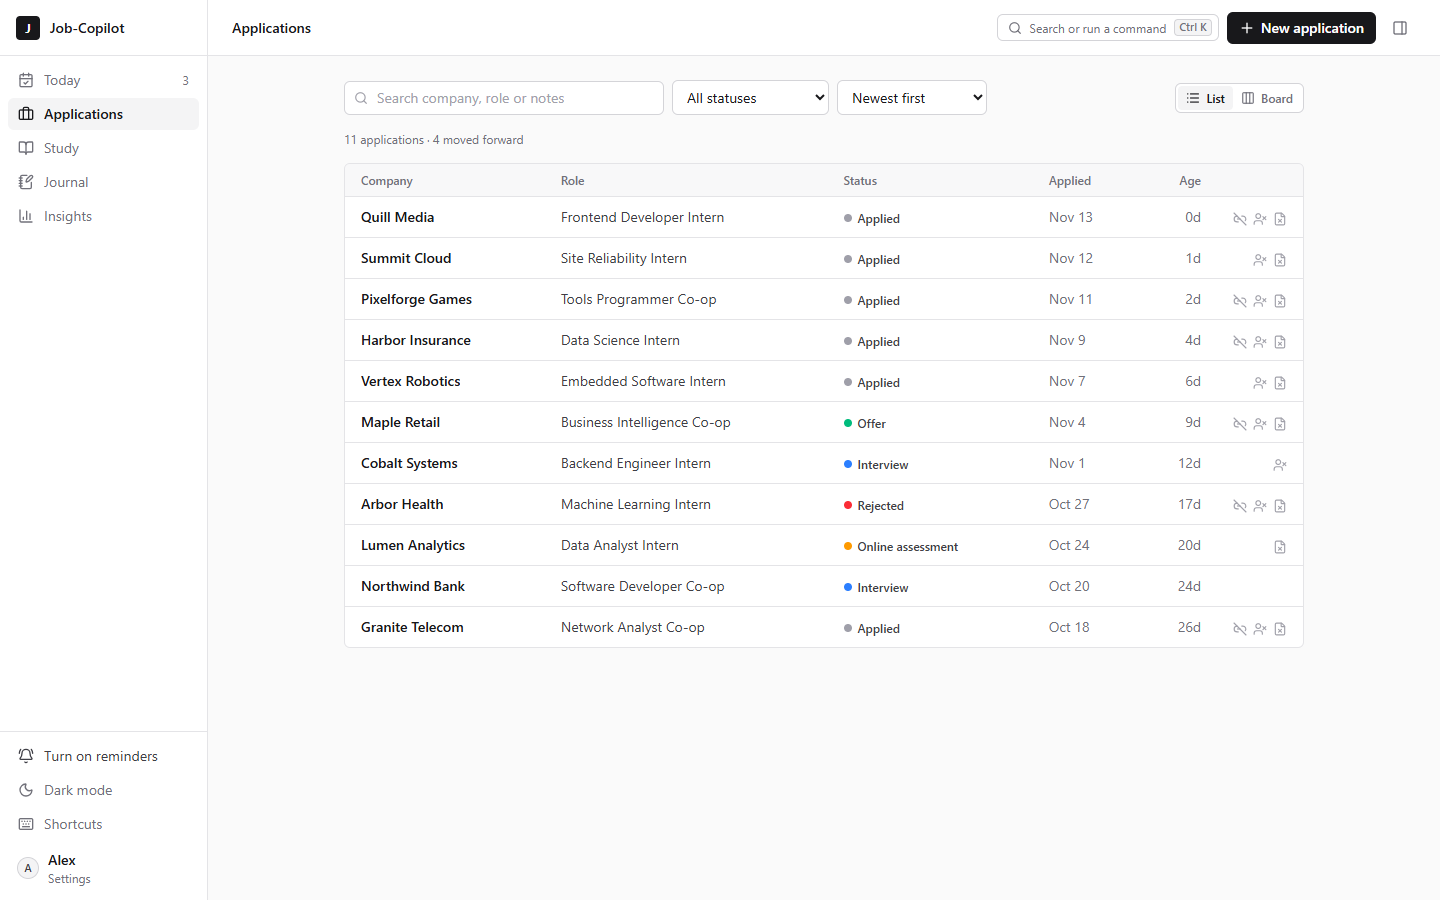 J Job-Copilot
Applications
Search or run a command Ctrl K
New application
Today 3
Applications
Study
Journal
Insights
Search company, role or notes
All statuses
Newest first
List
Board
11 applications · 4 moved forward
Company Role Status Applied Age
Quill Media Frontend Developer Intern Applied Nov 13 0d
Summit Cloud Site Reliability Intern Applied Nov 12 1d
Pixelforge Games Tools Programmer Co-op Applied Nov 11 2d
Harbor Insurance Data Science Intern Applied Nov 9 4d
Vertex Robotics Embedded Software Intern Applied Nov 7 6d
Maple Retail Business Intelligence Co-op Offer Nov 4 9d
Cobalt Systems Backend Engineer Intern Interview Nov 1 12d
Arbor Health Machine Learning Intern Rejected Oct 27 17d
Lumen Analytics Data Analyst Intern Online assessment Oct 24 20d
Northwind Bank Software Developer Co-op Interview Oct 20 24d
Granite Telecom Network Analyst Co-op Applied Oct 18 26d
Turn on reminders
Dark mode
Shortcuts
A Alex
Settings